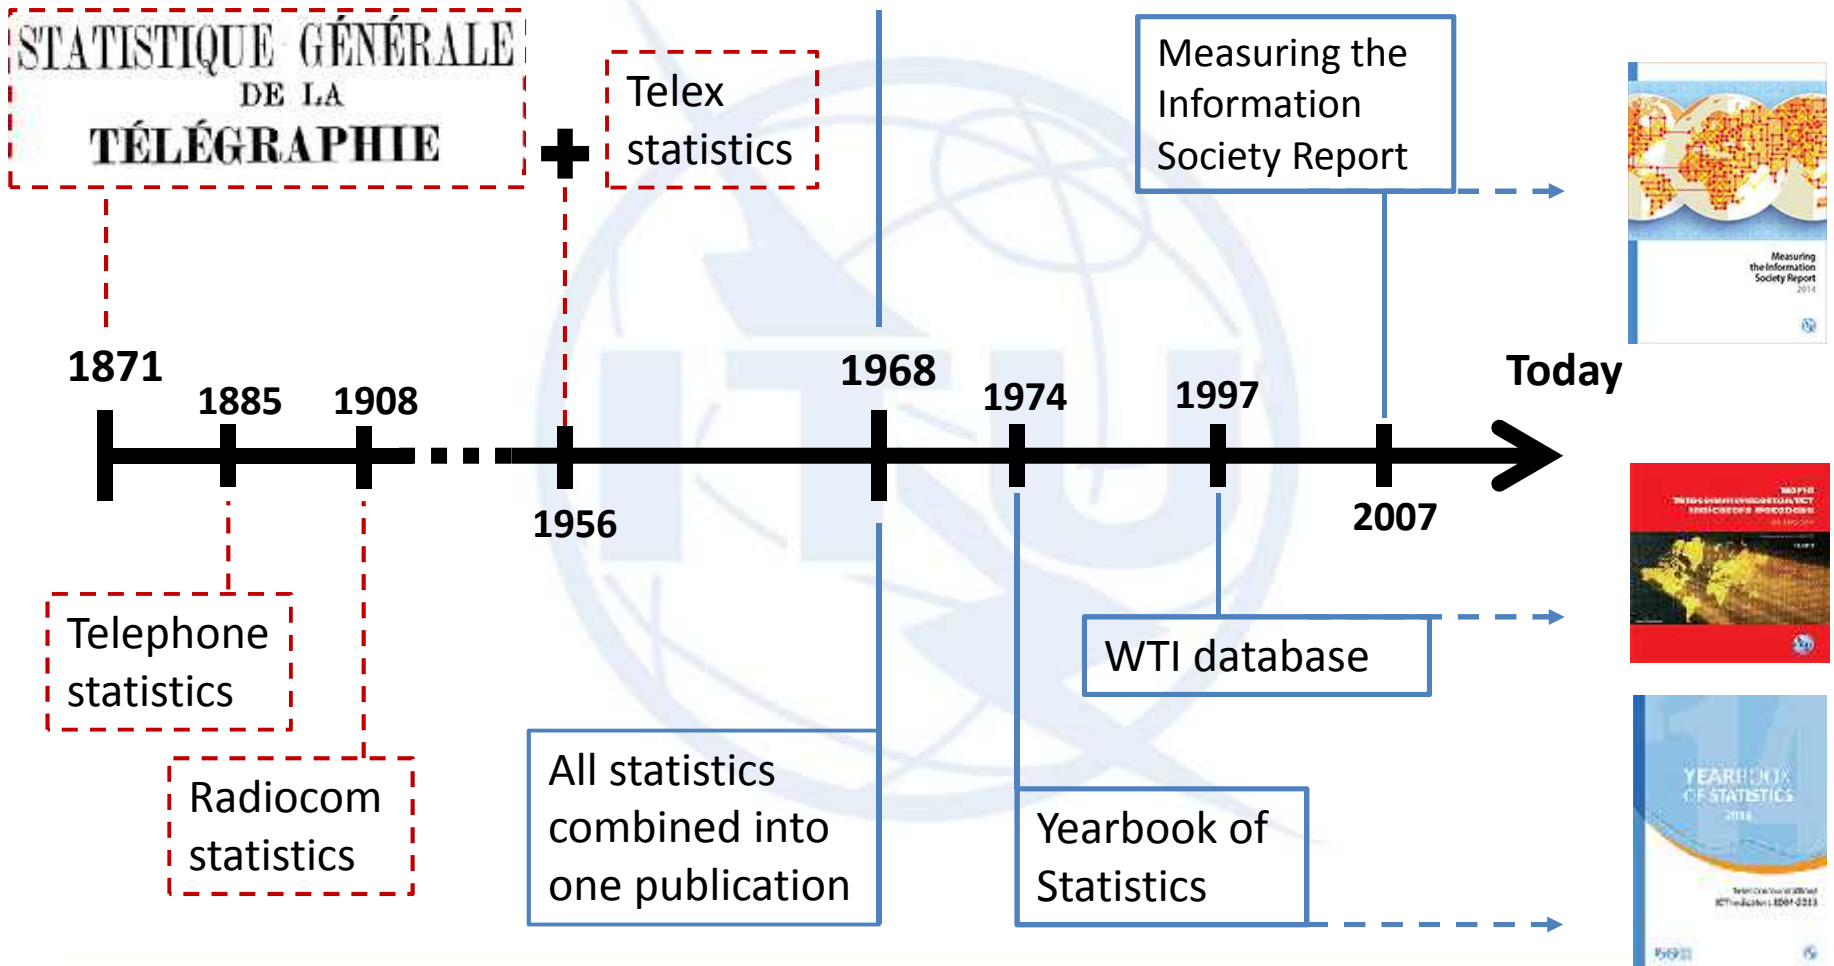 STATISTIQUE GÉNÉRALE
DE LA
TÉLÉGRAPHIE
Telex
statistics
Measuring the
Information
Society Report
Measuring
the Information
Society Report
2014
1871
1885
1908
1956
1968
1974
1997
2007
Today
ITU
Telephone
statistics
Radiocom
statistics
All statistics
combined into
one publication
Yearbook of
Statistics
WTI database
YEARBOOK
OF STATISTICS